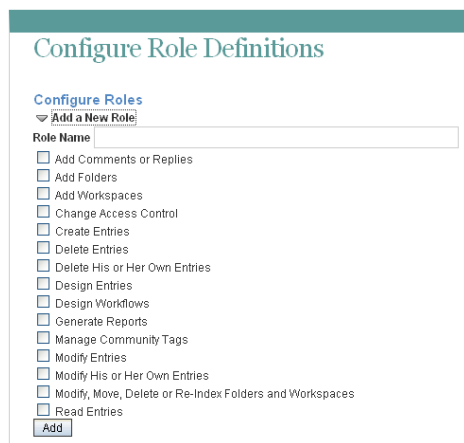 Configure Role Definitions
Configure Roles
Add a New Role
Role Name
Add Comments or Replies
Add Folders
Add Workspaces
Change Access Control
Create Entries
Delete Entries
Delete His or Her Own Entries
Design Entries
Design Workflows
Generate Reports
Manage Community Tags
Modify Entries
Modify His or Her Own Entries
Modify, Move, Delete or Re-Index Folders and Workspaces
Read Entries
Add